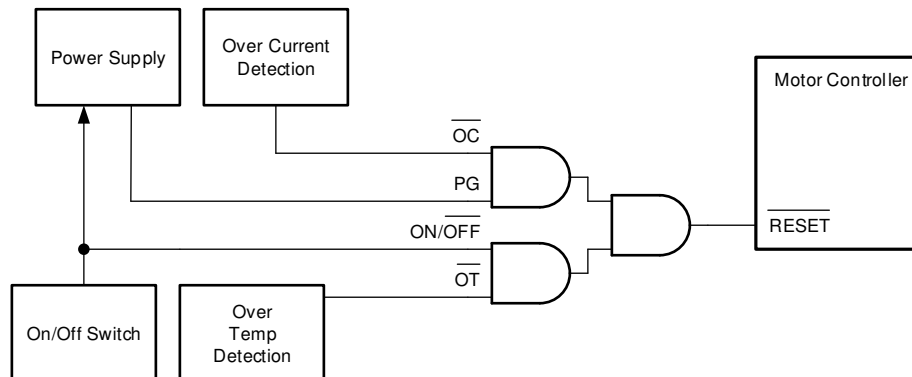 Power Supply
Over Current
Detection
Motor Controller
OC
PG
ON/OFF
OT
RESET
On/Off Switch
Over
Temp
Detection